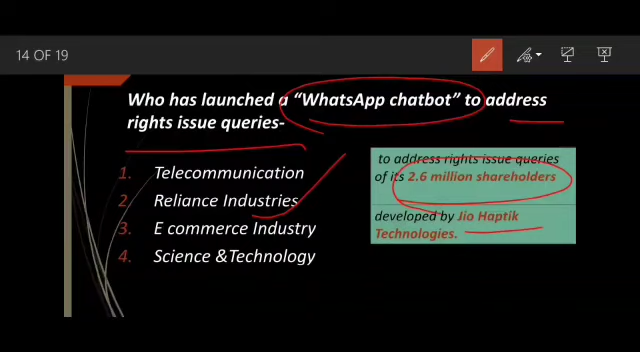 14 OF 19
Who has launched a “WhatsApp chatbot” to address
rights issue queries-
1. Telecommunication
2 Reliance Industries
3. E commerce Industry
4. Science &Technology
to address rights issue queries
of its 2.6 million shareholders
developed by Jio Haptik
Technologies.